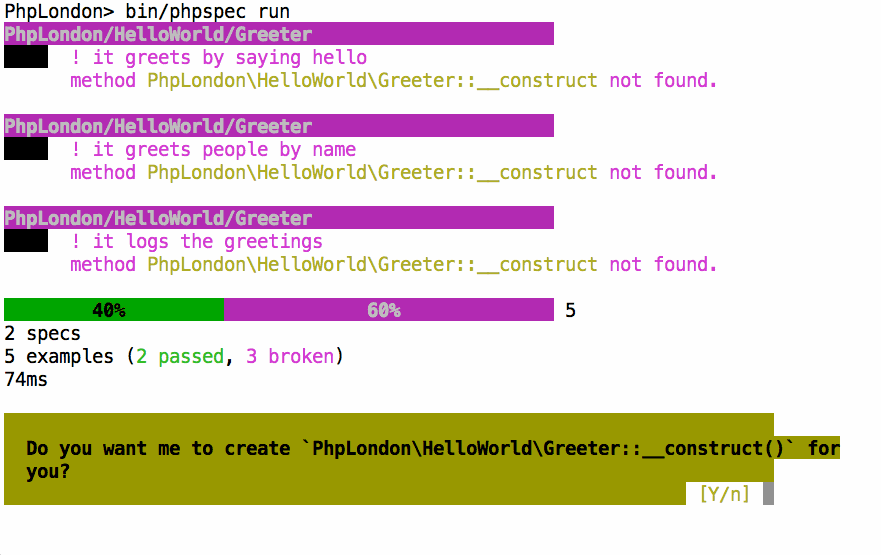 PhpLondon> bin/phpspec run
PhpLondon/HelloWorld/Greeter
! it greets by saying hello
method PhpLondon\HelloWorld\Greeter::__construct not found.
PhpLondon/HelloWorld/Greeter
! it greets people by name
method PhpLondon\HelloWorld\Greeter::__construct not found.
PhpLondon/HelloWorld/Greeter
! it logs the greetings
method PhpLondon\HelloWorld\Greeter::__construct not found.
40% 60% 5
2 specs
5 examples (2 passed, 3 broken)
74ms
Do you want me to create `PhpLondon\HelloWorld\Greeter::__construct()` for
you?
[Y/n]